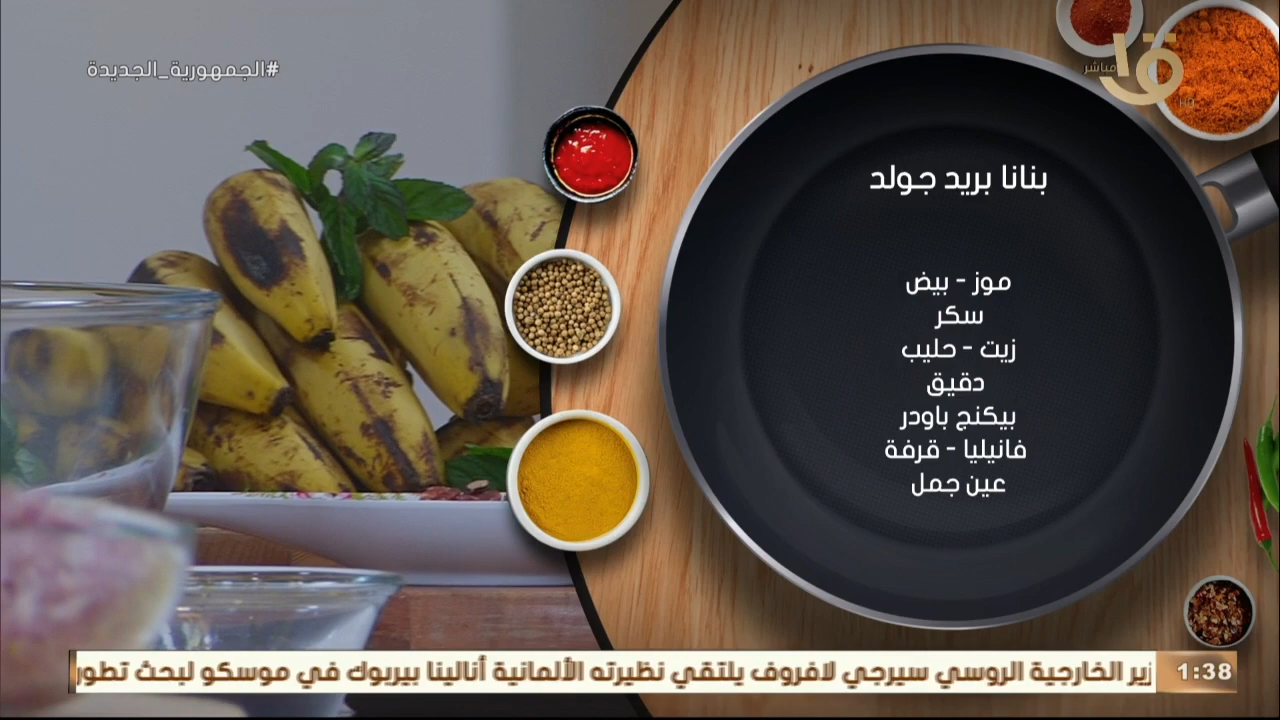 #الجمهورية_الجديدة
مباشر
HD
بنانا بريد جولد
موز - بيض
سكر
زيت - حليب
دقيق
بيكنج باودر
فانيليا - قرفة
عين جمل
زير الخارجية الروسي سيرجي لافروف يلتقي نظيرته الألمانية أنالينا بيربوك في موسكو لبحث تطور
1:38